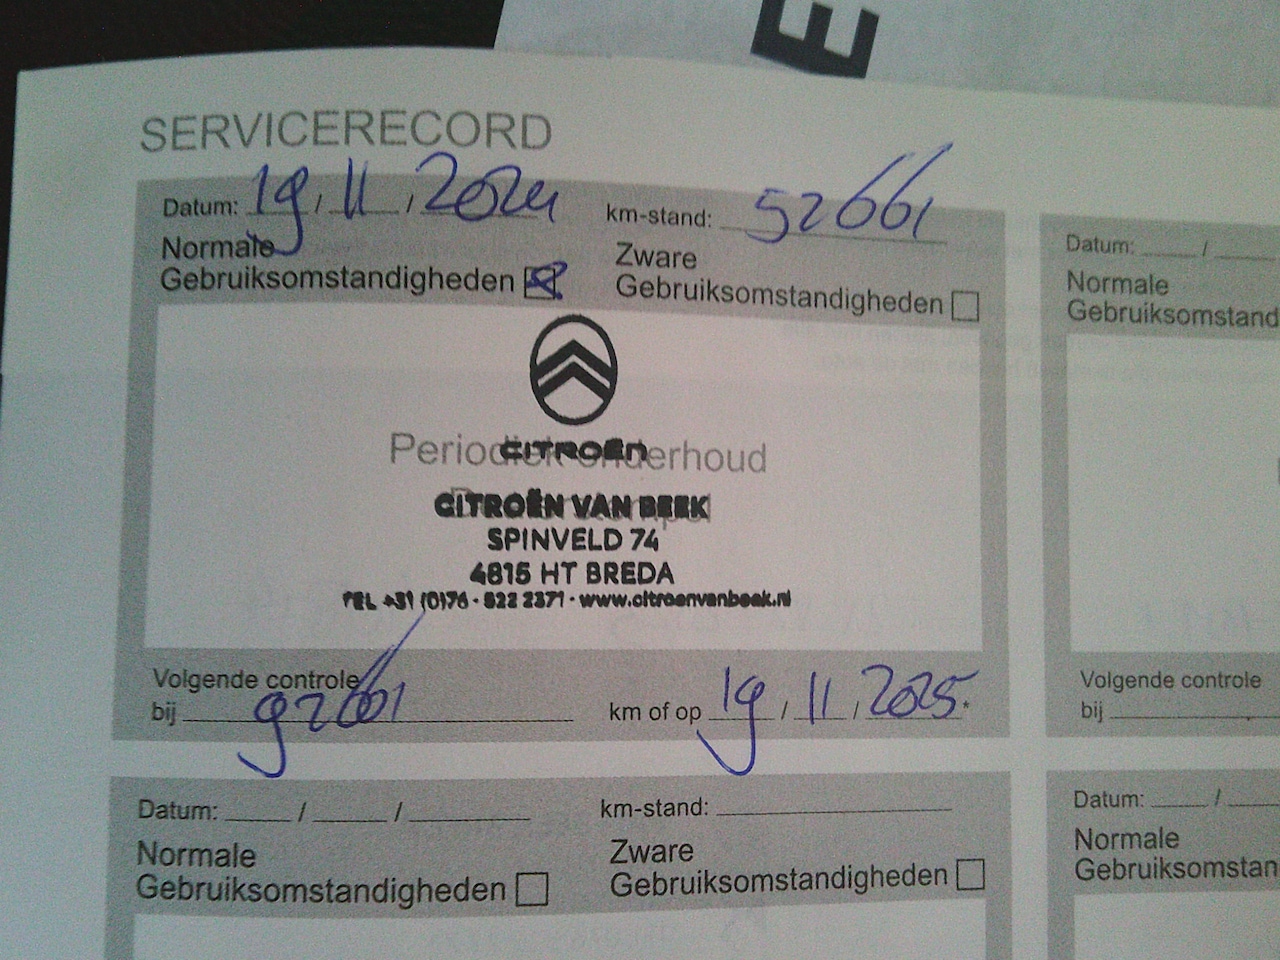 E
SERVICERECORD
Datum: 19 / 11 / 2024 km-stand: 52661
Normale Zware
Gebruiksomstandigheden Gebruiksomstandigheden
Periodiek onderhoud
CITROËN
CITROËN VAN BEEK
SPINVELD 74
4815 HT BREDA
TEL +31 (0)76 - 522 2371 - www.citroenvanbeek.nl
Volgende controle
bij 92661 km of op 19 / 11 / 2025 *
Datum: / / km-stand:
Normale Zware
Gebruiksomstandigheden Gebruiksomstandigheden
Datum: /
Normale
Gebruiksomstand
Volgende controle
bij
Datum: /
Normale
Gebruiksomstan